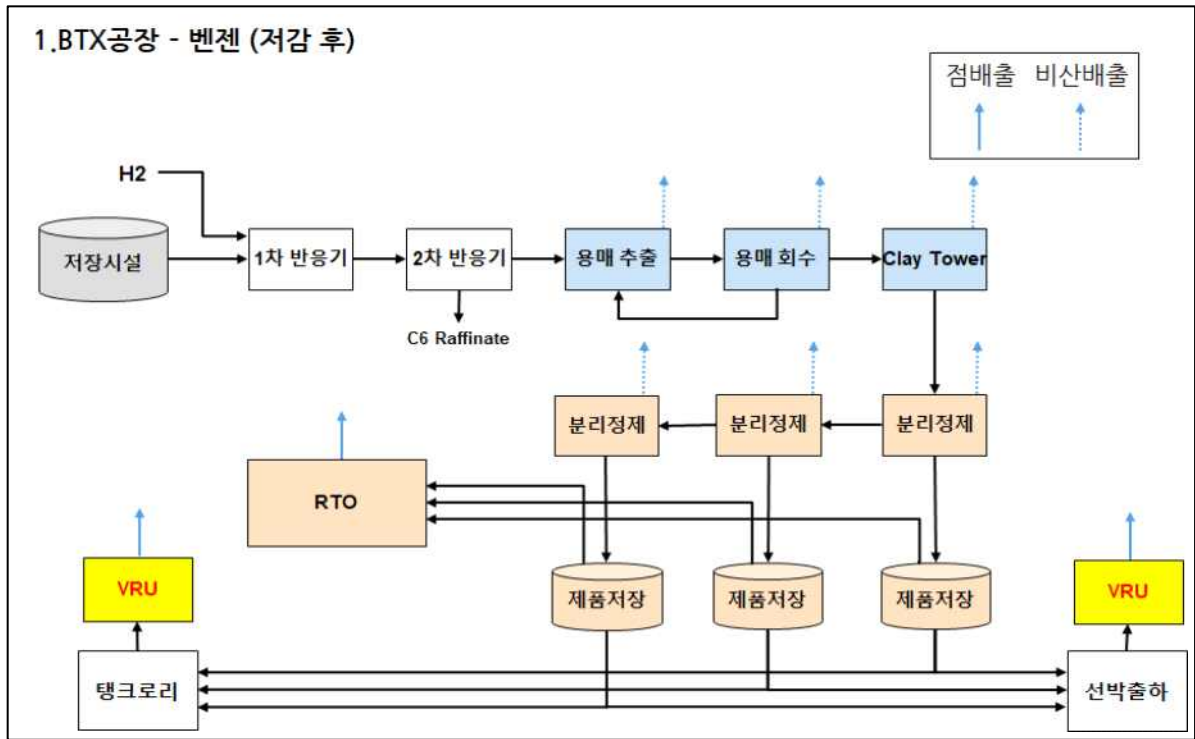 1.BTX공장 - 벤젠 (저감 후)
점배출 비산배출
H2
저장시설
1차 반응기
2차 반응기
용매 추출
용매 회수
Clay Tower
C6 Raffinate
분리정제
분리정제
분리정제
RTO
VRU
제품저장
제품저장
제품저장
VRU
탱크로리
선박출하